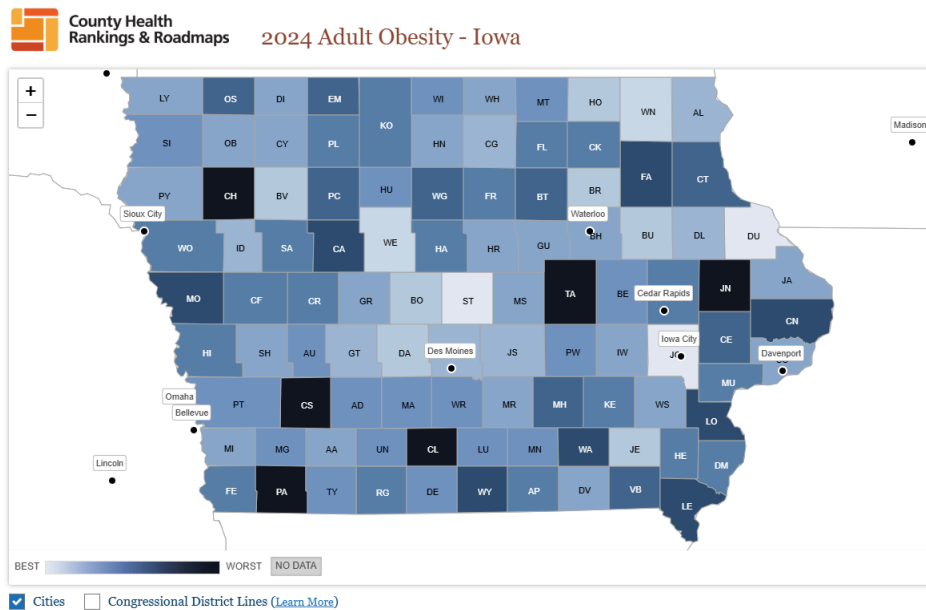 County Health
Rankings & Roadmaps
2024 Adult Obesity - Iowa
+
−
LY OS DI EM WI WH MT HO WN AL
KO
Madison
SI OB CY PL HN CG FL CK
FA CT
PY CH BV PC HU WG FR BT BR
Sioux City Waterloo
WO ID SA CA WE HA HR GU BH BU DL DU
MO CF CR GR BO ST MS TA BE Cedar Rapids JN JA
CN
HI SH AU GT DA Des Moines JS PW IW Iowa City CE Davenport
MU
Omaha
Bellevue
PT CS AD MA WR MR MH KE WS
LO
MI MG AA UN CL LU MN WA JE HE
DM
Lincoln
FE PA TY RG DE WY AP DV VB
LE
BEST WORST NO DATA
Cities Congressional District Lines (Learn More)